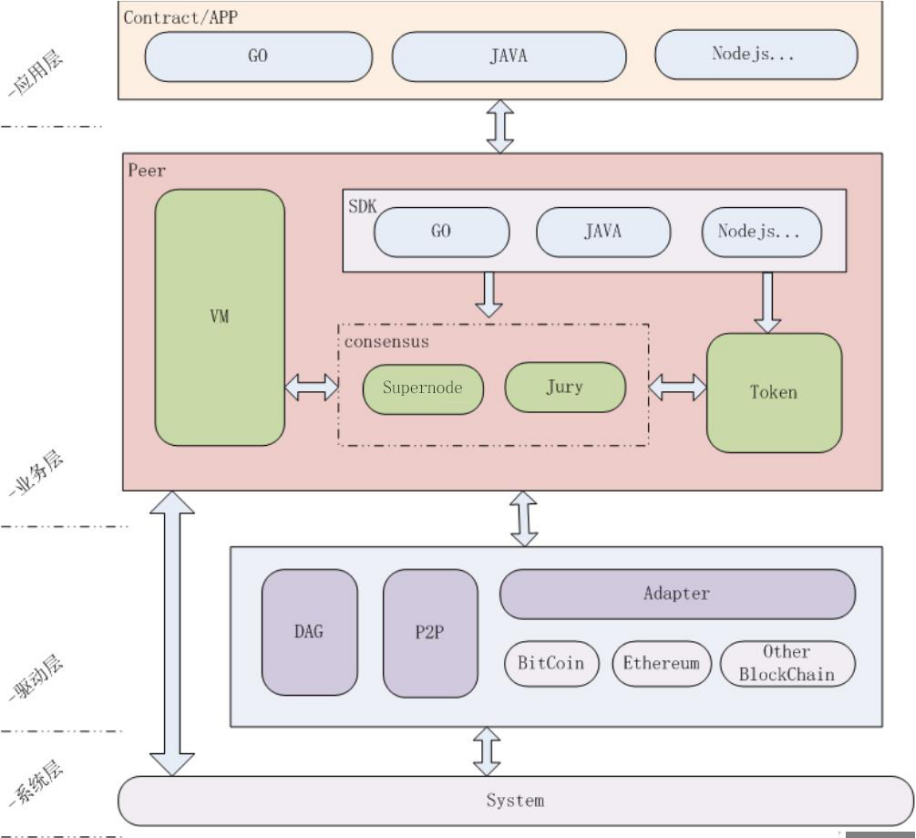 Contract/APP
GO
JAVA
Nodejs...
-应用层
Peer
SDK
GO
JAVA
Nodejs...
VM
consensus
Supernode
Jury
Token
-业务层
DAG
P2P
Adapter
BitCoin
Ethereum
Other
BlockChain
-驱动层
System
-系统层